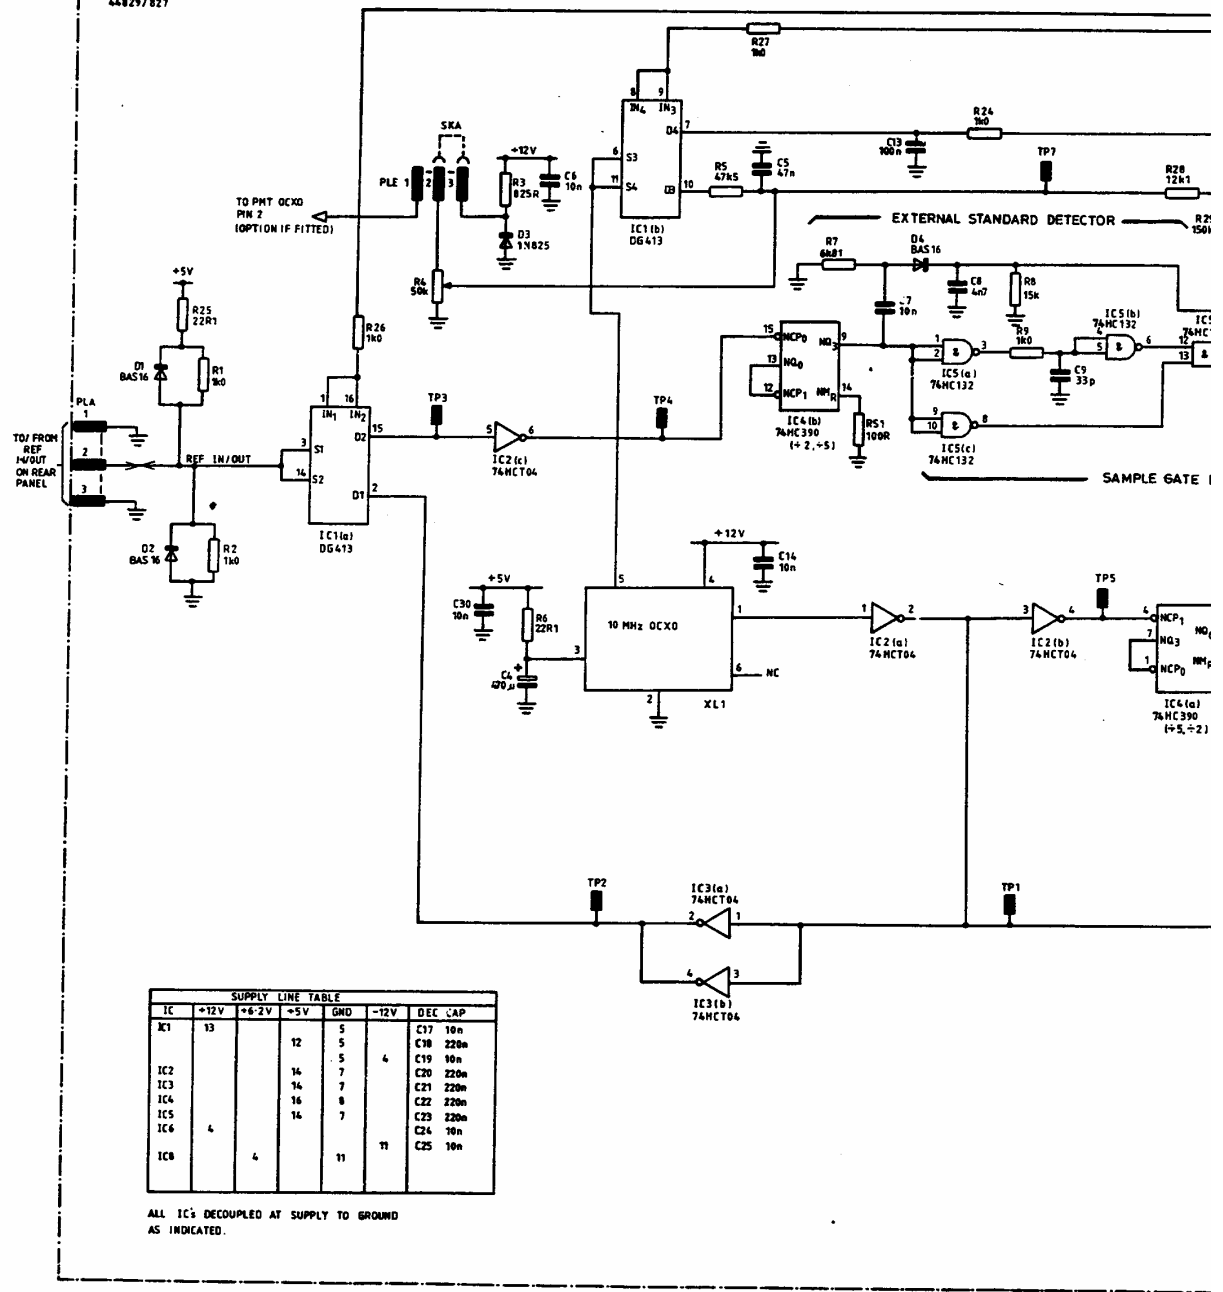 44829/827
R27
1k0
8
9
IN4
IN3
D4
7
6
S3
11
S4
D3
10
IC1(b)
DG413
R24
1k0
C13
100n
TP7
R5
47k5
C5
47n
R28
12k1
R29
SKA
PLE 1
2
3
+12V
R3
825R
C6
10n
D3
1N825
R4
50k
TO PMT OCXO
PIN 2
(OPTION IF FITTED)
EXTERNAL STANDARD DETECTOR
R7
6k81
D4
BAS16
C8
4n7
R8
15k
C7
10n
IC5(b)
74HC132
4
5
6
&
12
13
&
+5V
R25
22R1
D1
BAS16
R1
1k0
R26
1k0
PLA
1
2
3
TO/FROM
REF
IN/OUT
ON REAR
PANEL
REF IN/OUT
1
16
IN1
IN2
D2
15
3
S1
14
S2
D1
2
IC1(a)
DG413
D2
BAS16
R2
1k0
TP3
5
6
IC2(c)
74HCT04
TP4
15
NCP0
NQ3
9
13
NQ0
12
NCP1
NMR
14
IC4(b)
74HC390
(÷2,÷5)
R51
100R
1
2
3
&
IC5(a)
74HC132
R9
1k0
C9
33p
9
10
8
&
IC5(c)
74HC132
SAMPLE GATE
+12V
C14
10n
+5V
C30
10n
R6
22R1
C4
470µ
+
5
4
10 MHz OCXO
1
3
6
NC
2
XL1
1
2
IC2(a)
74HCT04
3
4
IC2(b)
74HCT04
TP5
4
NCP1
7
NQ3
1
NCP0
IC4(a)
74HC390
(÷5,÷2)
TP2
IC3(a)
74HCT04
2
1
4
3
IC3(b)
74HCT04
TP1
SUPPLY LINE TABLE
IC +12V +6·2V +5V GND -12V DEC CAP
IC1 13 5 C17 10n
12 5 C18 220n
5 4 C19 10n
IC2 14 7 C20 220n
IC3 14 7 C21 220n
IC4 16 8 C22 220n
IC5 14 7 C23 220n
IC6 4 C24 10n
11 C25 10n
IC8 4 11
ALL ICs DECOUPLED AT SUPPLY TO GROUND
AS INDICATED.